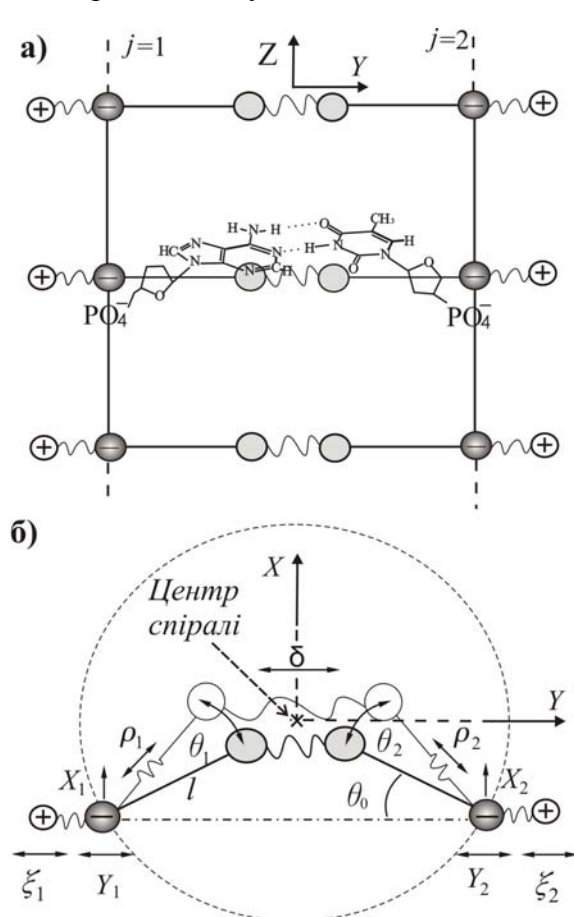 а)
j=1
Z
Y
j=2
+ − − +
H N H O CH₃
N N H N H
HC
N N CH O N
O O
+ − − +
PO₄⁻ PO₄⁻
+ − − +
б)
X
Центр
спіралі
δ
Y
ρ₁ θ₁ θ₂ ρ₂
X₁ l θ₀ X₂
+ − − +
ξ₁ Y₁ Y₂ ξ₂